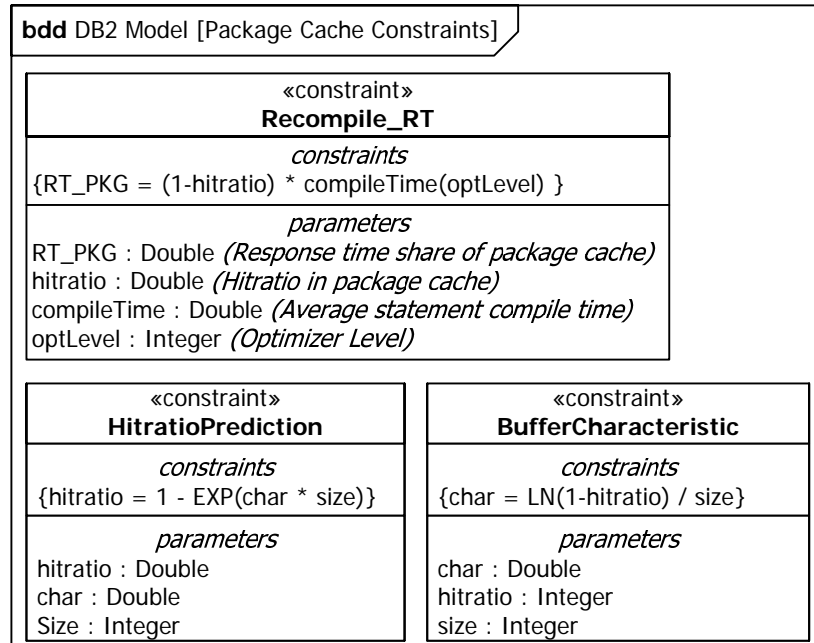 bdd DB2 Model [Package Cache Constraints]
«constraint»
Recompile_RT
constraints
{RT_PKG = (1-hitratio) * compileTime(optLevel) }
parameters
RT_PKG : Double (Response time share of package cache)
hitratio : Double (Hitratio in package cache)
compileTime : Double (Average statement compile time)
optLevel : Integer (Optimizer Level)
«constraint»
HitratioPrediction
constraints
{hitratio = 1 - EXP(char * size)}
parameters
hitratio : Double
char : Double
Size : Integer
«constraint»
BufferCharacteristic
constraints
{char = LN(1-hitratio) / size}
parameters
char : Double
hitratio : Integer
size : Integer